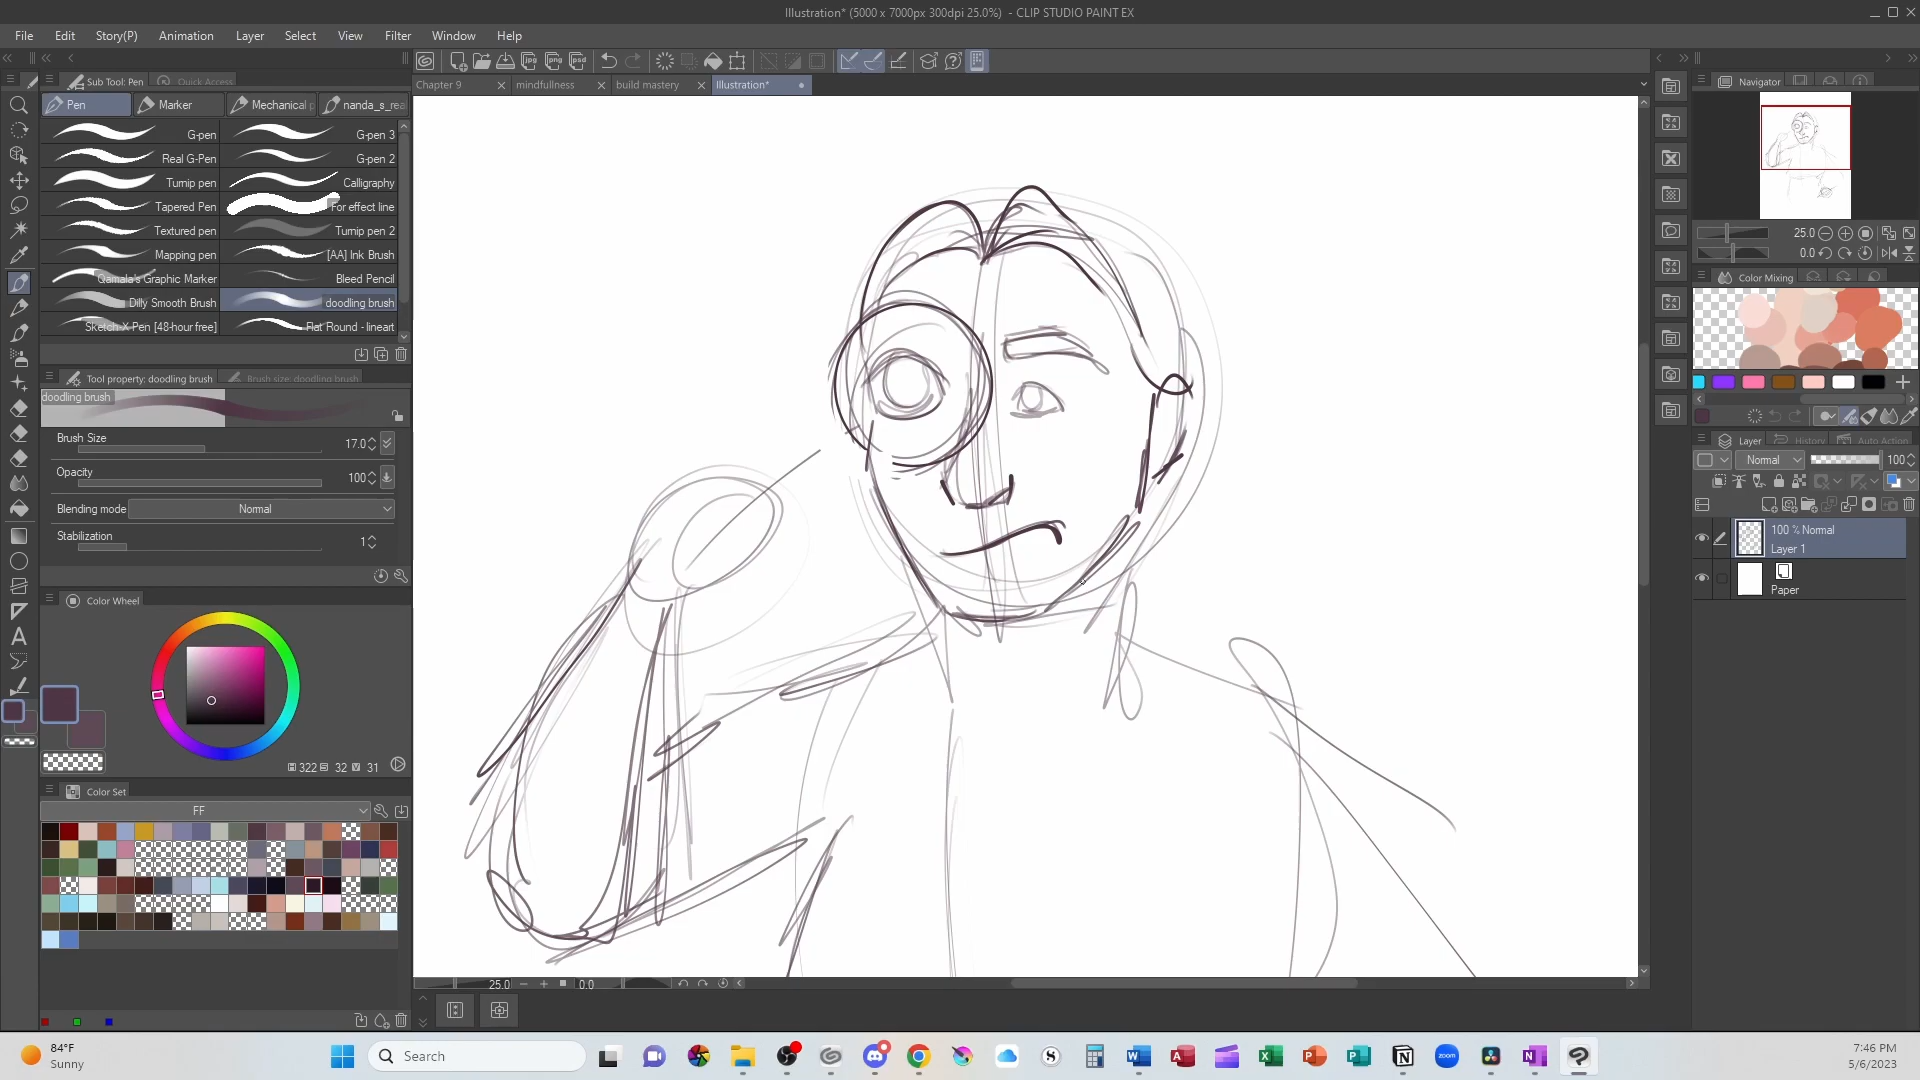 Illustration* (5000 x 7000px 300dpi 25.0%) - CLIP STUDIO PAINT EX
File Edit Story(P) Animation Layer Select View Filter Window Help
Sub Tool: Pen Quick Access
Chapter 9 mindfulness build mastery Illustration*
Navigator
Pen Marker Mechanical p nanda_s_rea
G-pen G-pen 3
Real G-Pen G-pen 2
Turnip pen Calligraphy
Tapered Pen For effect line
Textured pen Turnip pen 2
Mapping pen [AA] Ink Brush
Qamala's Graphic Marker Bleed Pencil
Dilly Smooth Brush doodling brush
Sketch-X Pen [48-hour free] Flat Round - lineart
25.0
0.0
Color Mixing
Tool property: doodling brush Brush size: doodling brush
doodling brush
Brush Size 17.0
Opacity 100
Blending mode Normal
Stabilization 1
Layer History Auto Action
Normal 100
100 % Normal
Layer 1
Paper
Color Wheel
322 S 32 V 31
Color Set
FF
25.0 0.0
84°F
Sunny
Search
7:46 PM
5/6/2023